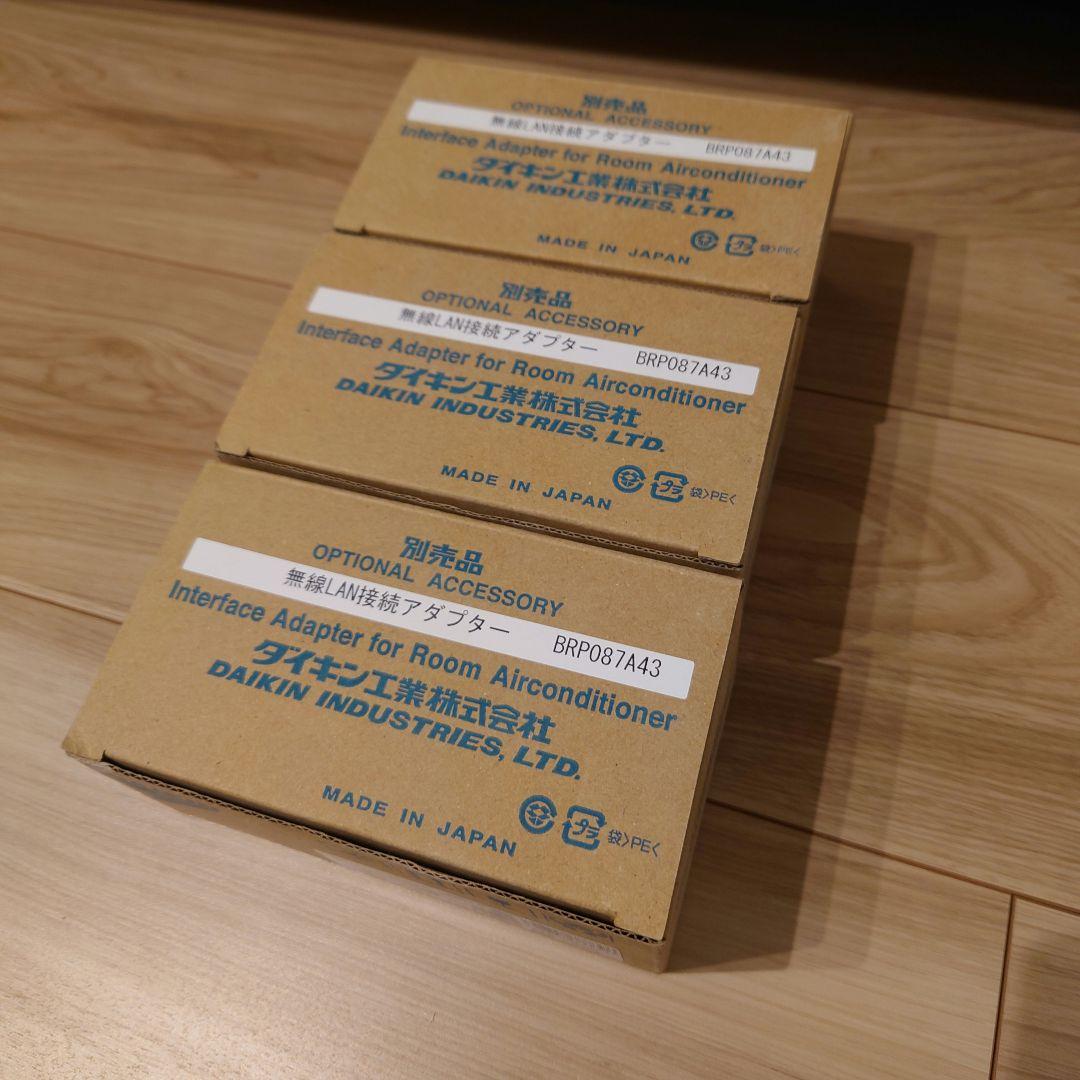 別売品
OPTIONAL ACCESSORY
無線LAN接続アダプター BRP087A43
Interface Adapter for Room Airconditioner
ダイキン工業株式会社
DAIKIN INDUSTRIES, LTD.
MADE IN JAPAN
プラ 袋>PE<
別売品
OPTIONAL ACCESSORY
無線LAN接続アダプター BRP087A43
Interface Adapter for Room Airconditioner
ダイキン工業株式会社
DAIKIN INDUSTRIES, LTD.
MADE IN JAPAN
プラ 袋>PE<
別売品
OPTIONAL ACCESSORY
無線LAN接続アダプター BRP087A43
Interface Adapter for Room Airconditioner
ダイキン工業株式会社
DAIKIN INDUSTRIES, LTD.
MADE IN JAPAN
プラ 袋>PE<